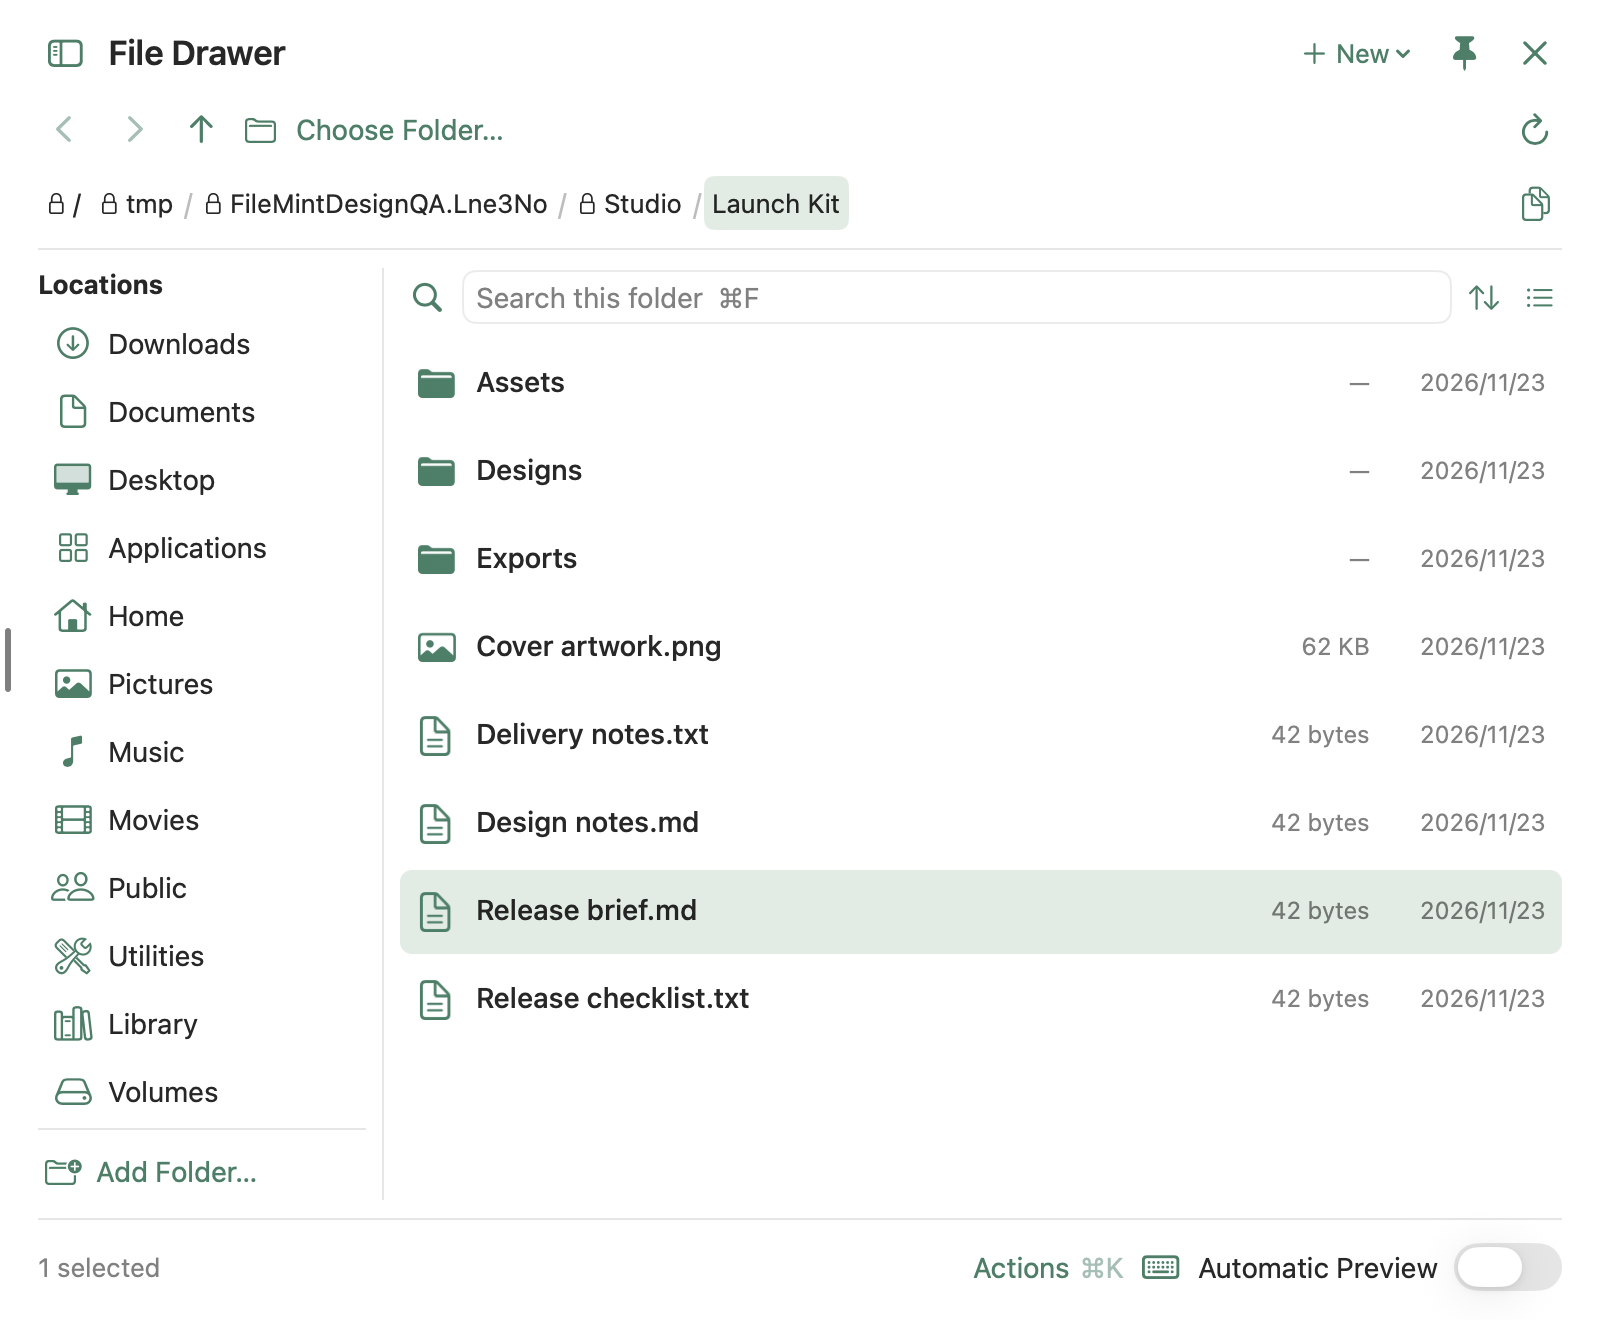 File Drawer
+ New
Choose Folder...
/ tmp / FileMintDesignQA.Lne3No / Studio / Launch Kit
Locations
Downloads
Documents
Desktop
Applications
Home
Pictures
Music
Movies
Public
Utilities
Library
Volumes
Add Folder...
Search this folder ⌘F
Assets — 2026/11/23
Designs — 2026/11/23
Exports — 2026/11/23
Cover artwork.png 62 KB 2026/11/23
Delivery notes.txt 42 bytes 2026/11/23
Design notes.md 42 bytes 2026/11/23
Release brief.md 42 bytes 2026/11/23
Release checklist.txt 42 bytes 2026/11/23
1 selected
Actions ⌘K
Automatic Preview